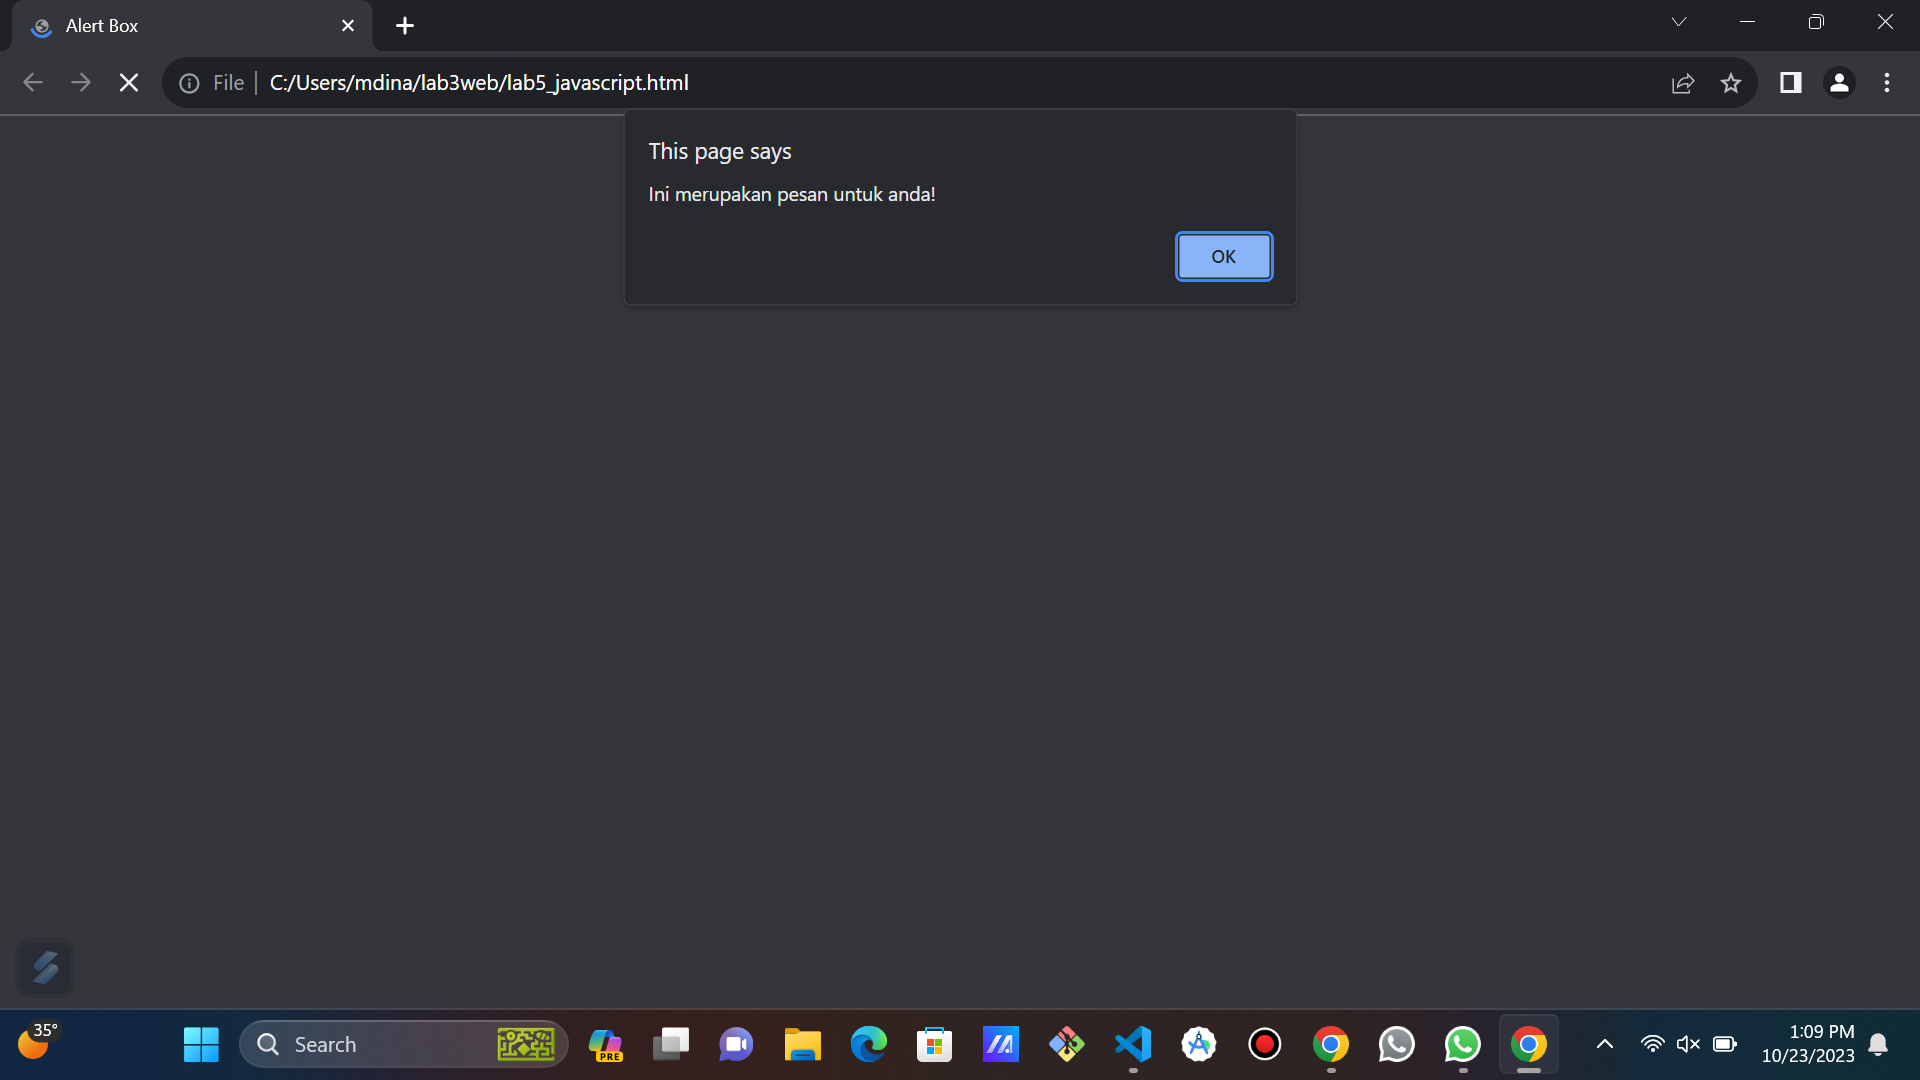 Alert Box
File
C:/Users/mdina/lab3web/lab5_javascript.html
This page says
Ini merupakan pesan untuk anda!
OK
35°
Search
PRE
1:09 PM
10/23/2023